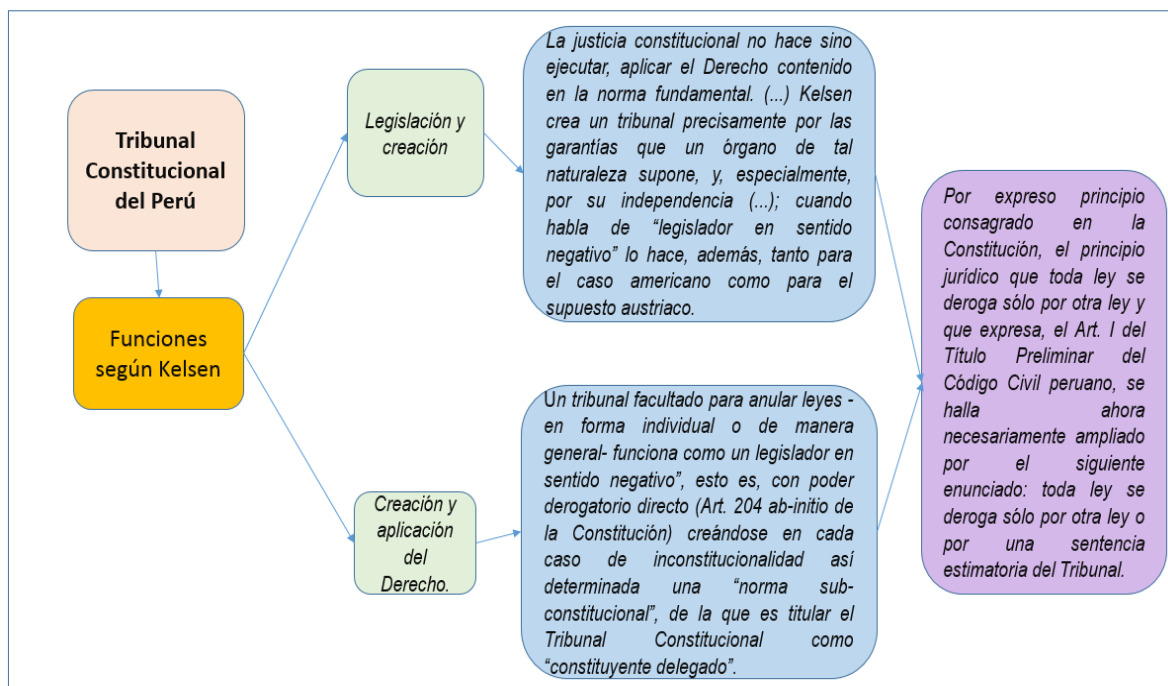 Tribunal
Constitucional
del Perú
Funciones
según Kelsen
Legislación y
creación
La justicia constitucional no hace sino
ejecutar, aplicar el Derecho contenido
en la norma fundamental. (...) Kelsen
crea un tribunal precisamente por las
garantías que un órgano de tal
naturaleza supone, y, especialmente,
por su independencia (...); cuando
habla de “legislador en sentido
negativo” lo hace, además, tanto para
el caso americano como para el
supuesto austriaco.
Creación y
aplicación
del
Derecho.
Un tribunal facultado para anular leyes -
en forma individual o de manera
general- funciona como un legislador en
sentido negativo”, esto es, con poder
derogatorio directo (Art. 204 ab-initio de
la Constitución) creándose en cada
caso de inconstitucionalidad así
determinada una “norma sub-
constitucional”, de la que es titular el
Tribunal Constitucional como
“constituyente delegado”.
Por expreso principio
consagrado en la
Constitución, el principio
jurídico que toda ley se
deroga sólo por otra ley y
que expresa, el Art. I del
Título Preliminar del
Código Civil peruano, se
halla ahora
necesariamente ampliado
por el siguiente
enunciado: toda ley se
deroga sólo por otra ley o
por una sentencia
estimatoria del Tribunal.